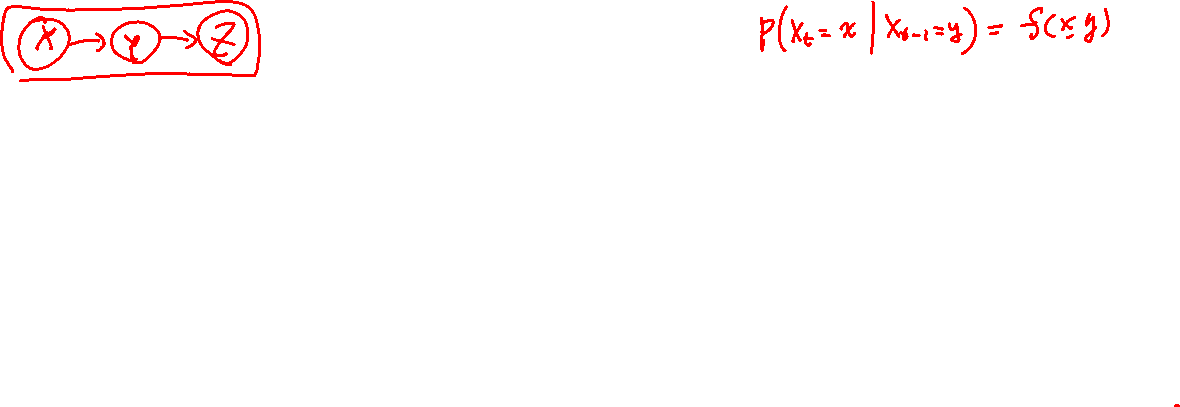 X → Y → Z
P(X_t = x | X_{t-1} = y) = f(x, y)